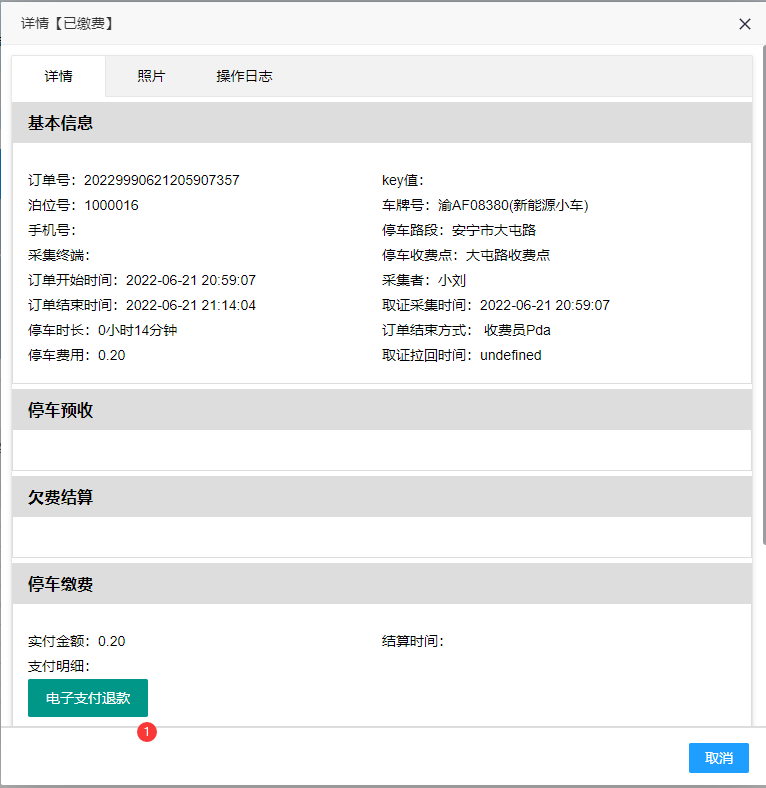 详情【已缴费】
详情 照片 操作日志
基本信息
订单号：20229990621205907357 key值：
泊位号：1000016 车牌号：渝AF08380(新能源小车)
手机号： 停车路段：安宁市大屯路
采集终端： 停车收费点：大屯路收费点
订单开始时间：2022-06-21 20:59:07 采集者：小刘
订单结束时间：2022-06-21 21:14:04 取证采集时间：2022-06-21 20:59:07
停车时长：0小时14分钟 订单结束方式： 收费员Pda
停车费用：0.20 取证拉回时间：undefined
停车预收
欠费结算
停车缴费
实付金额：0.20 结算时间：
支付明细：
电子支付退款
1
取消